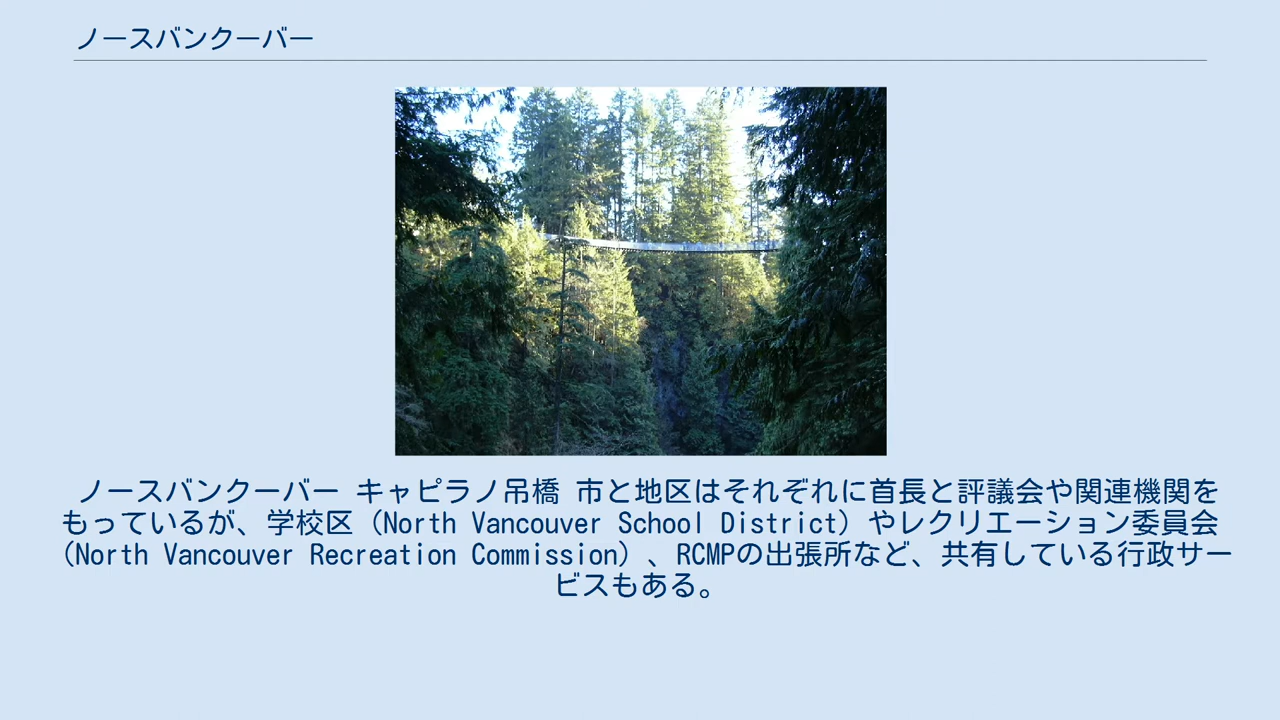 ノースバンクーバー
ノースバンクーバー キャピラノ吊橋 市と地区はそれぞれに首長と評議会や関連機関を
もっているが、学校区（North Vancouver School District）やレクリエーション委員会
（North Vancouver Recreation Commission）、RCMPの出張所など、共有している行政サー
ビスもある。